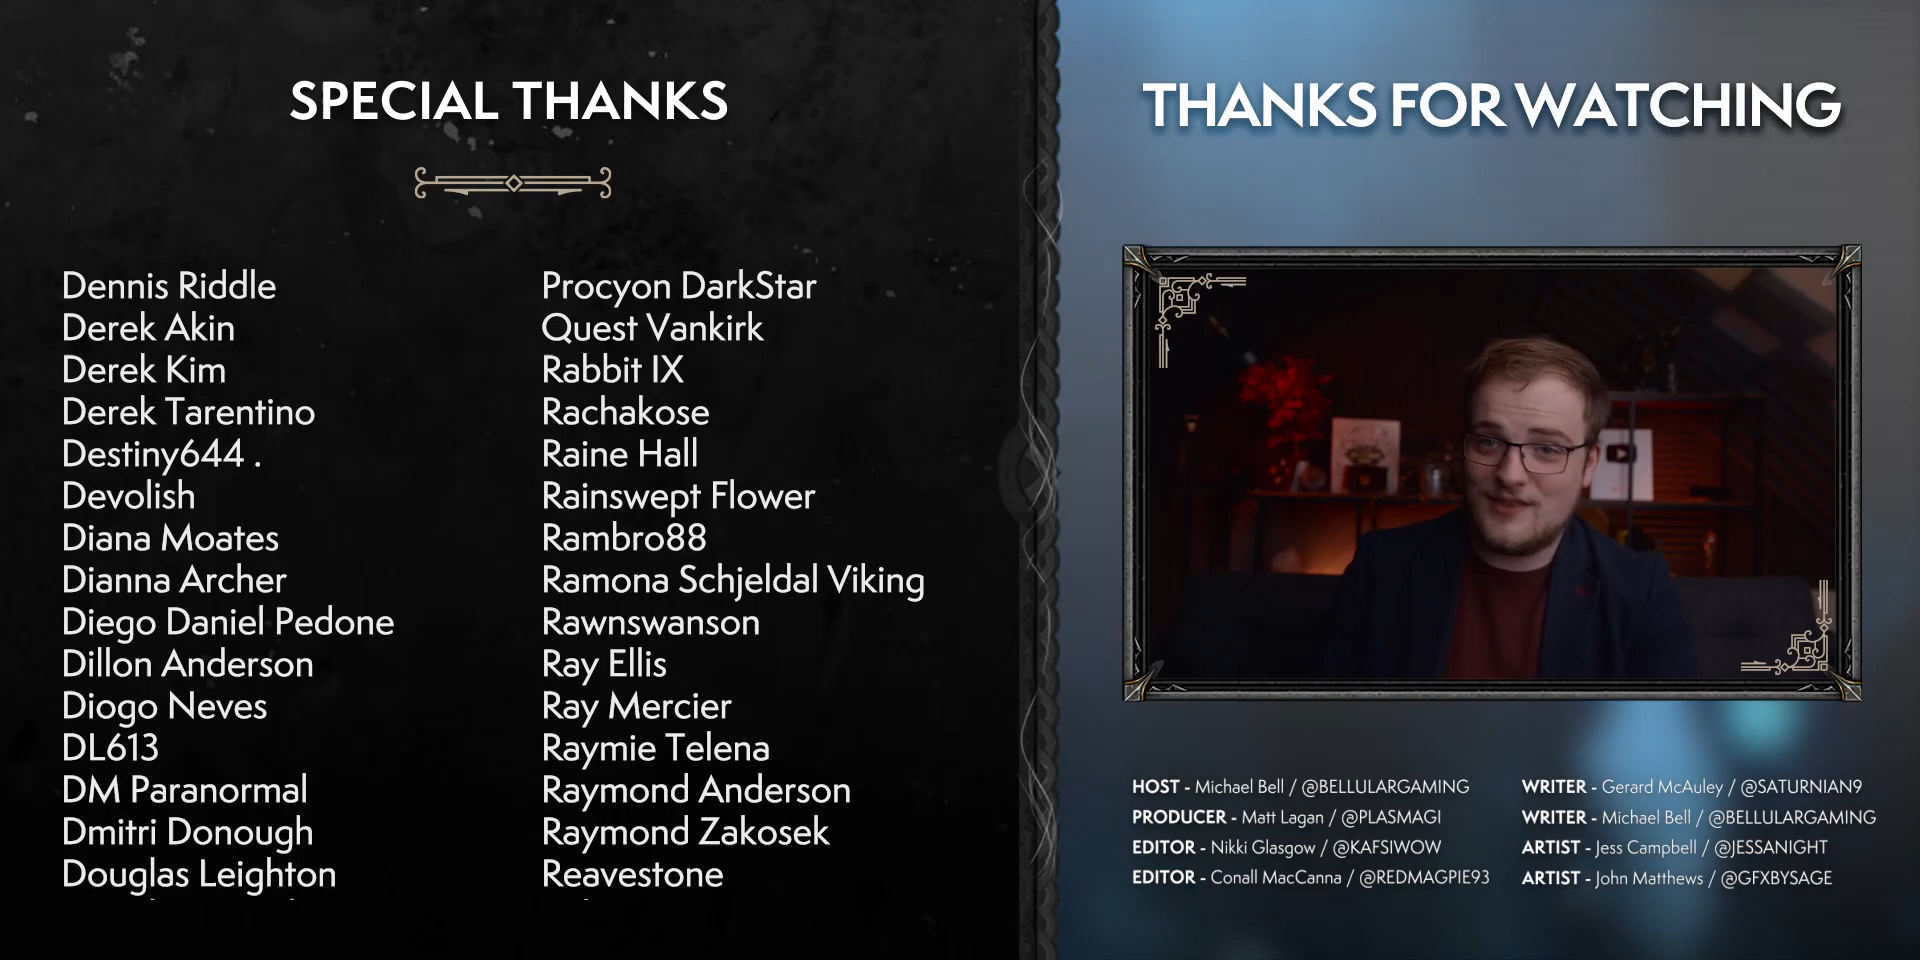 SPECIAL THANKS
Dennis Riddle
Derek Akin
Derek Kim
Derek Tarentino
Destiny644 .
Devolish
Diana Moates
Dianna Archer
Diego Daniel Pedone
Dillon Anderson
Diogo Neves
DL613
DM Paranormal
Dmitri Donough
Douglas Leighton
Procyon DarkStar
Quest Vankirk
Rabbit IX
Rachakose
Raine Hall
Rainswept Flower
Rambro88
Ramona Schjeldal Viking
Rawnswanson
Ray Ellis
Ray Mercier
Raymie Telena
Raymond Anderson
Raymond Zakosek
Reavestone
THANKS FOR WATCHING
HOST - Michael Bell / @BELLULARGAMING
PRODUCER - Matt Lagan / @PLASMAGI
EDITOR - Nikki Glasgow / @KAFSIWOW
EDITOR - Conall MacCanna / @REDMAGPIE93
WRITER - Gerard McAuley / @SATURNIAN9
WRITER - Michael Bell / @BELLULARGAMING
ARTIST - Jess Campbell / @JESSANIGHT
ARTIST - John Matthews / @GFXBYSAGE